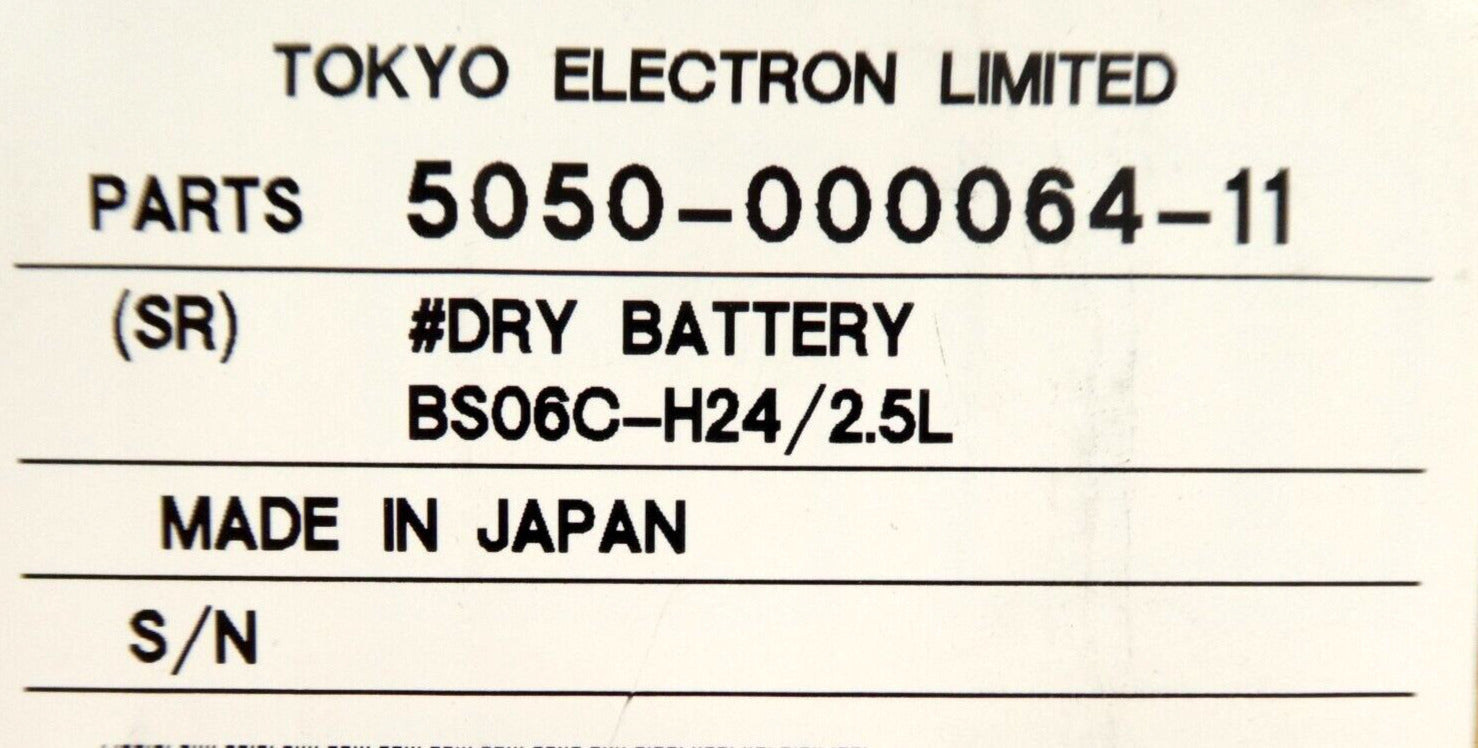 TOKYO ELECTRON LIMITED
PARTS 5050-000064-11
(SR) #DRY BATTERY
BS06C-H24/2.5L
MADE IN JAPAN
S/N